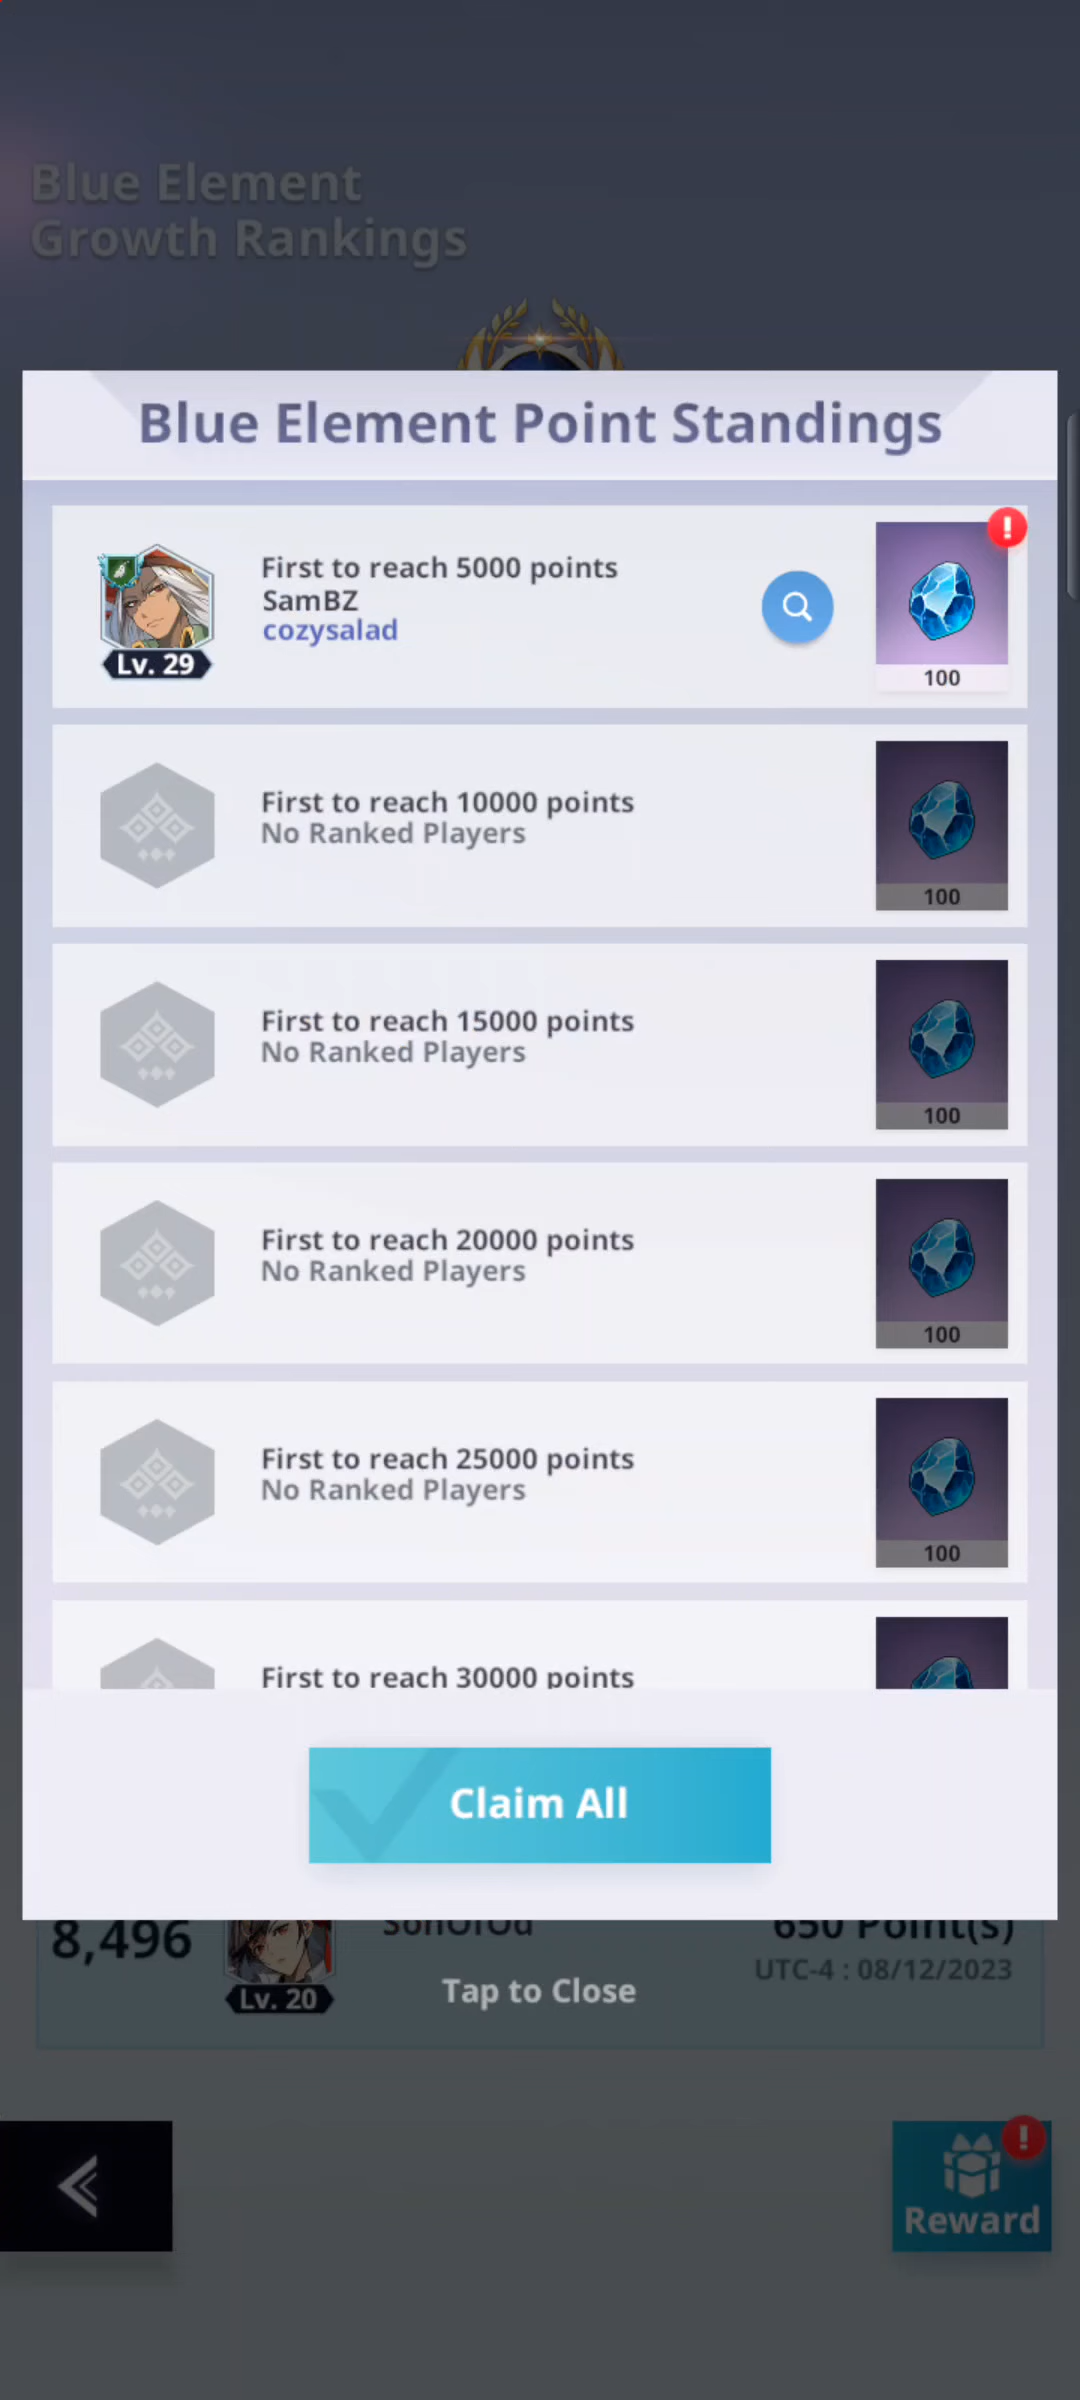 Blue Element
Growth Rankings
Blue Element Point Standings
First to reach 5000 points
SamBZ
cozysalad
Lv. 29
100
First to reach 10000 points
No Ranked Players
100
First to reach 15000 points
No Ranked Players
100
First to reach 20000 points
No Ranked Players
100
First to reach 25000 points
No Ranked Players
100
First to reach 30000 points
Claim All
8,496
650 Point(s)
UTC-4 : 08/12/2023
Lv. 20
Tap to Close
Reward